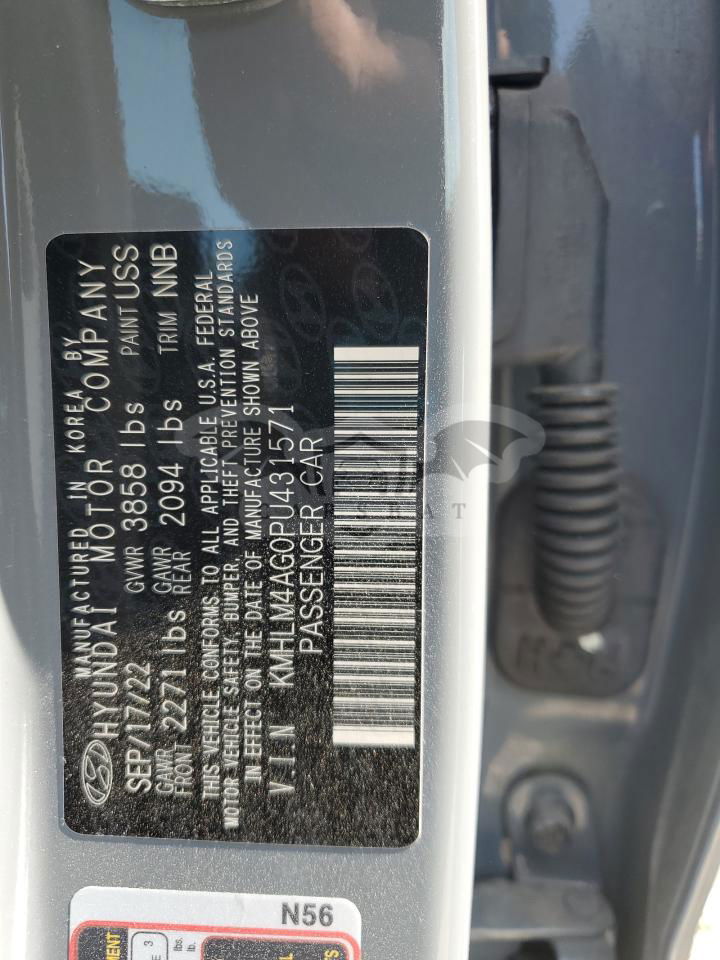 MANUFACTURED IN KOREA BY
HYUNDAI MOTOR COMPANY
SEP/17/22 GVWR 3858 lbs PAINT USS
GAWR FRONT 2271 lbs GAWR REAR 2094 lbs TRIM NNB
THIS VEHICLE CONFORMS TO ALL APPLICABLE U.S.A. FEDERAL
MOTOR VEHICLE SAFETY, BUMPER, AND THEFT PREVENTION STANDARDS
IN EFFECT ON THE DATE OF MANUFACTURE SHOWN ABOVE
V.I.N KMHLM4AG0PU431571
PASSENGER CAR
N56